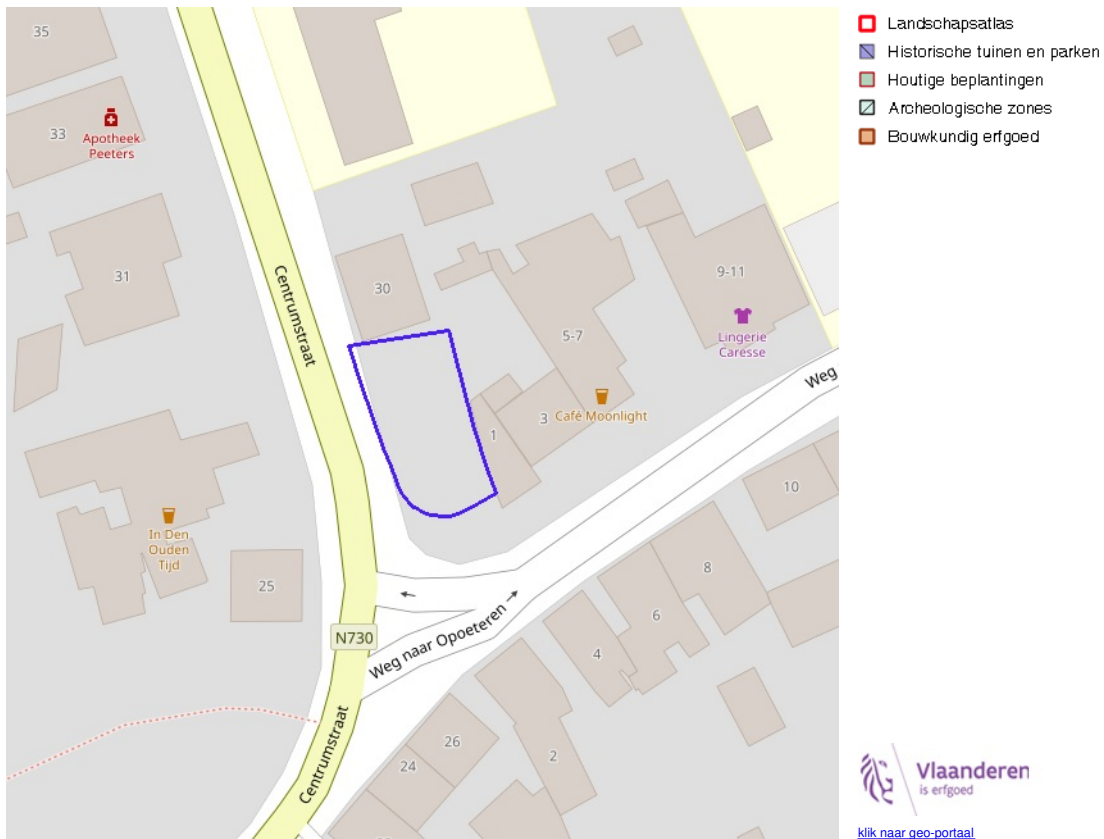 35
33
Apotheek
Peeters
31
Centrumstraat
30
9-11
Lingerie
Caresse
5-7
Café Moonlight
3
1
Weg
10
In Den
Ouden
Tijd
25
8
6
4
N730
Weg naar Opoeteren
2
26
24
Centrumstraat
Landschapsatlas
Historische tuinen en parken
Houtige beplantingen
Archeologische zones
Bouwkundig erfgoed
Vlaanderen
is erfgoed
klik naar geo-portaal